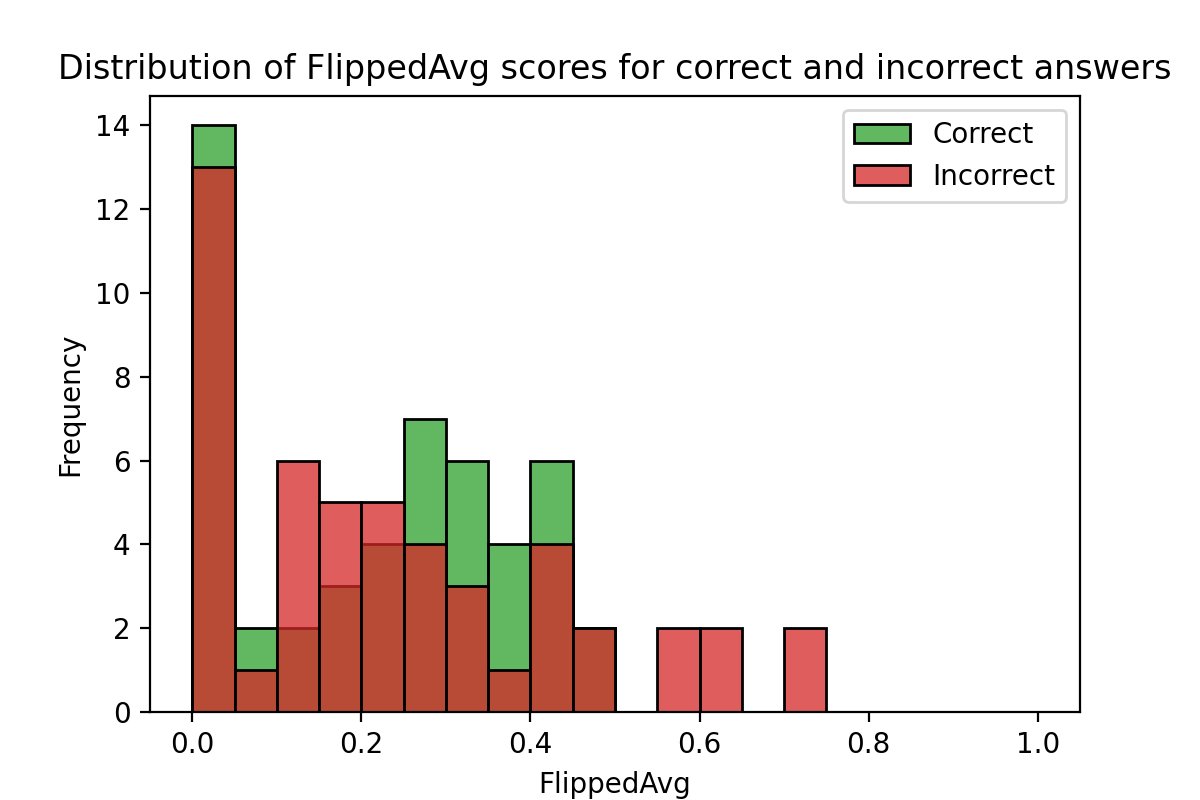 Distribution of FlippedAvg scores for correct and incorrect answers
Correct
Incorrect
14
12
10
8
6
4
2
0
Frequency
0.0 0.2 0.4 0.6 0.8 1.0
FlippedAvg